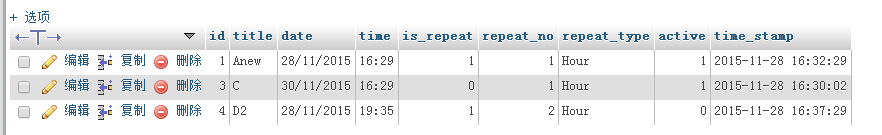 + 选项
←T→ id title date time is_repeat repeat_no repeat_type active time_stamp
编辑 复制 删除 1 Anew 28/11/2015 16:29 1 1 Hour 1 2015-11-28 16:32:29
编辑 复制 删除 3 C 30/11/2015 16:29 0 1 Hour 1 2015-11-28 16:30:02
编辑 复制 删除 4 D2 28/11/2015 19:35 1 2 Hour 0 2015-11-28 16:37:29